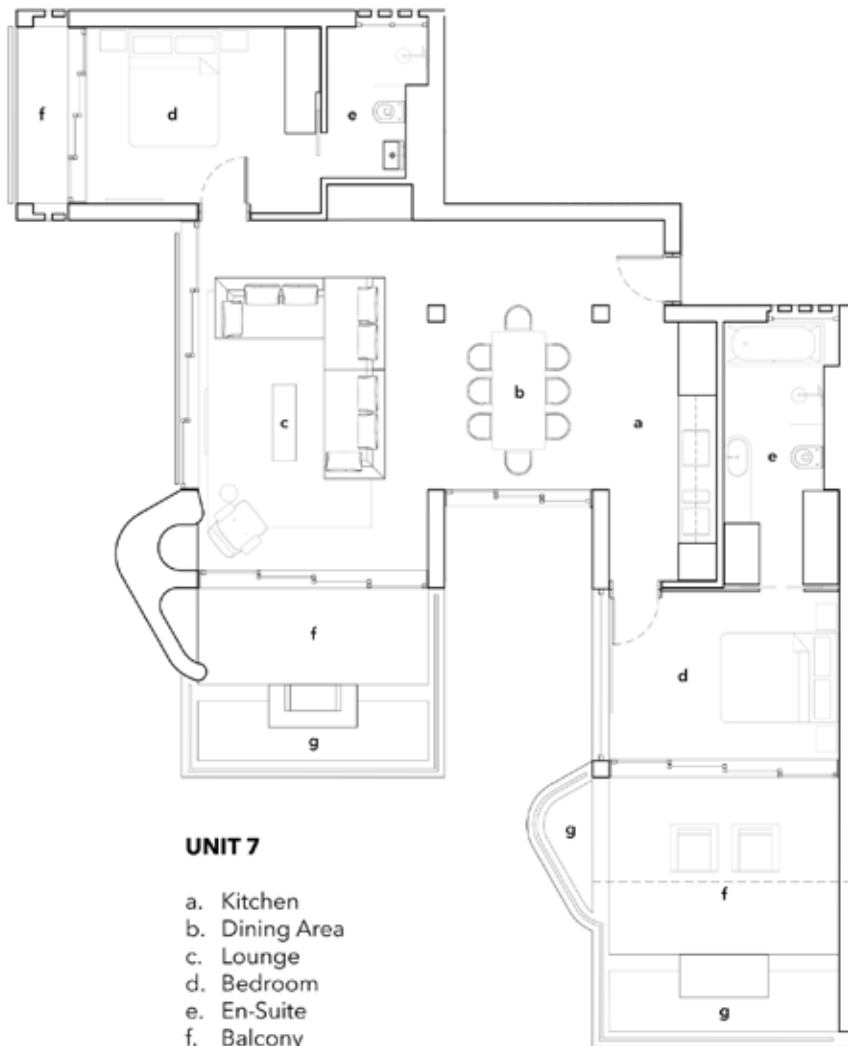 f
d
e
b
c
a
e
f
d
g
g
f
g
UNIT 7
a. Kitchen
b. Dining Area
c. Lounge
d. Bedroom
e. En-Suite
f. Balcony